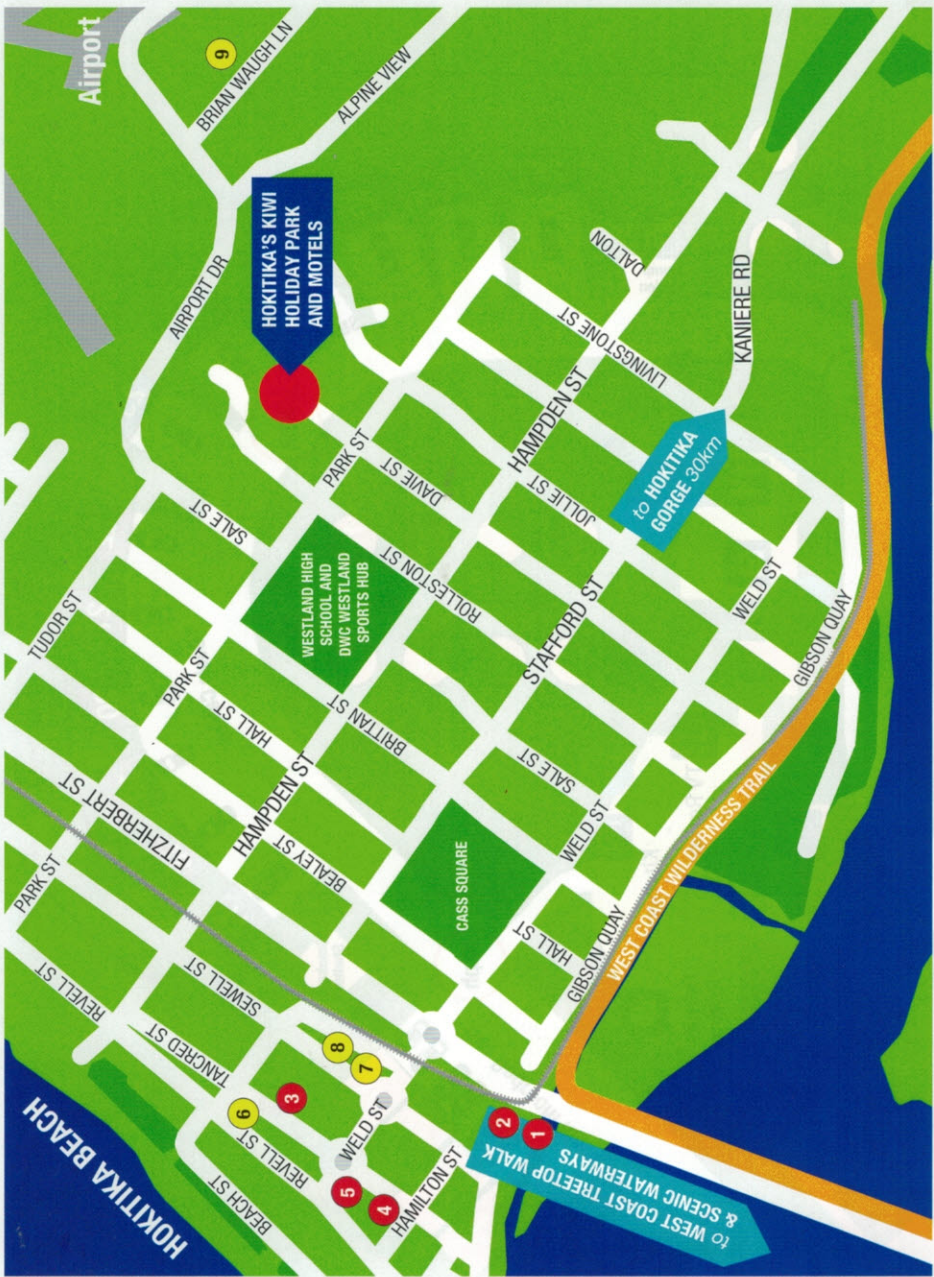 Airport
9
BRIAN WAUGH LN
ALPINE VIEW
HOKITIKA'S KIWI
HOLIDAY PARK
AND MOTELS
AIRPORT DR
DALTON
LIVINGSTONE ST
KANIERE RD
HAMPDEN ST
PARK ST
DAVIE ST
JOLLIE ST
to HOKITIKA
GORGE 30km
SALE ST
WESTLAND HIGH
SCHOOL AND
DWC WESTLAND
SPORTS HUB
ROLLESTON ST
STAFFORD ST
WELD ST
GIBSON QUAY
TUDOR ST
PARK ST
HALL ST
BRITTAN ST
SALE ST
FITZHERBERT ST
HAMPDEN ST
BEALEY ST
CASS SQUARE
WELD ST
HALL ST
GIBSON QUAY
WEST COAST WILDERNESS TRAIL
PARK ST
REVELL ST
SEWELL ST
TANCRED ST
8
7
6
3
WELD ST
2
1
5
4
REVELL ST
BEACH ST
HAMILTON ST
HOKITIKA BEACH
to WEST COAST TREETOP WALK
& SCENIC WATERWAYS